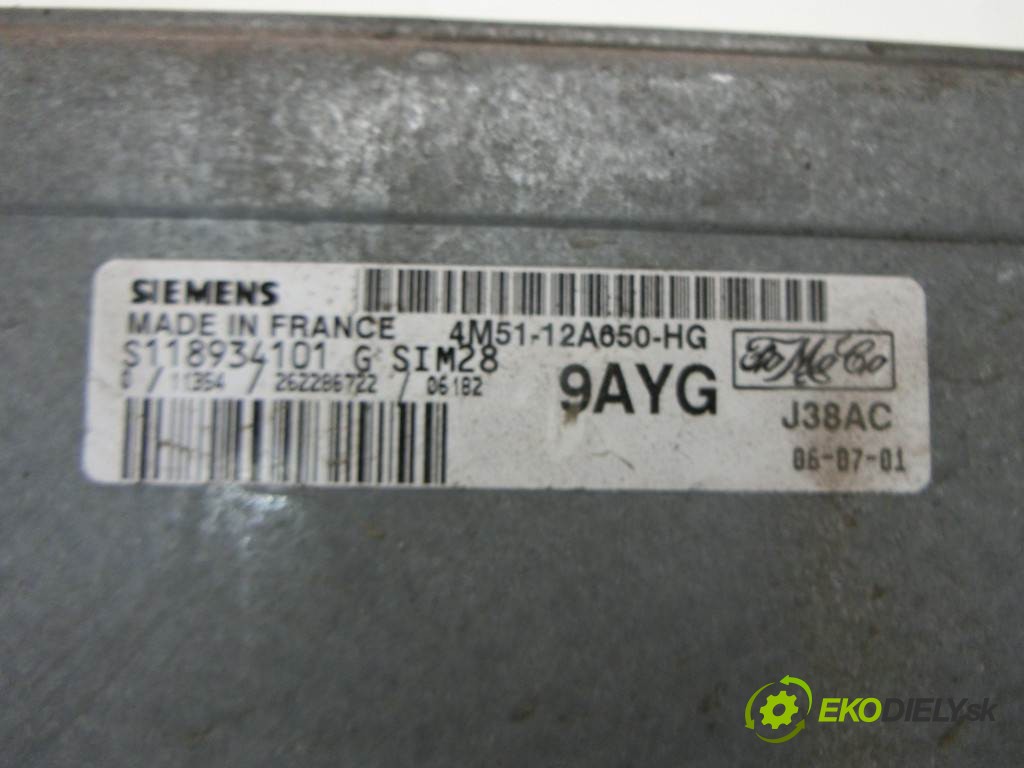 SIEMENS
MADE IN FRANCE 4M51-12A650-HG
S118934101 G SIM28
0 / 11364 / 262286722 / 06182
9AYG
FoMoCo
J38AC
06-07-01
EKODIELY.sk